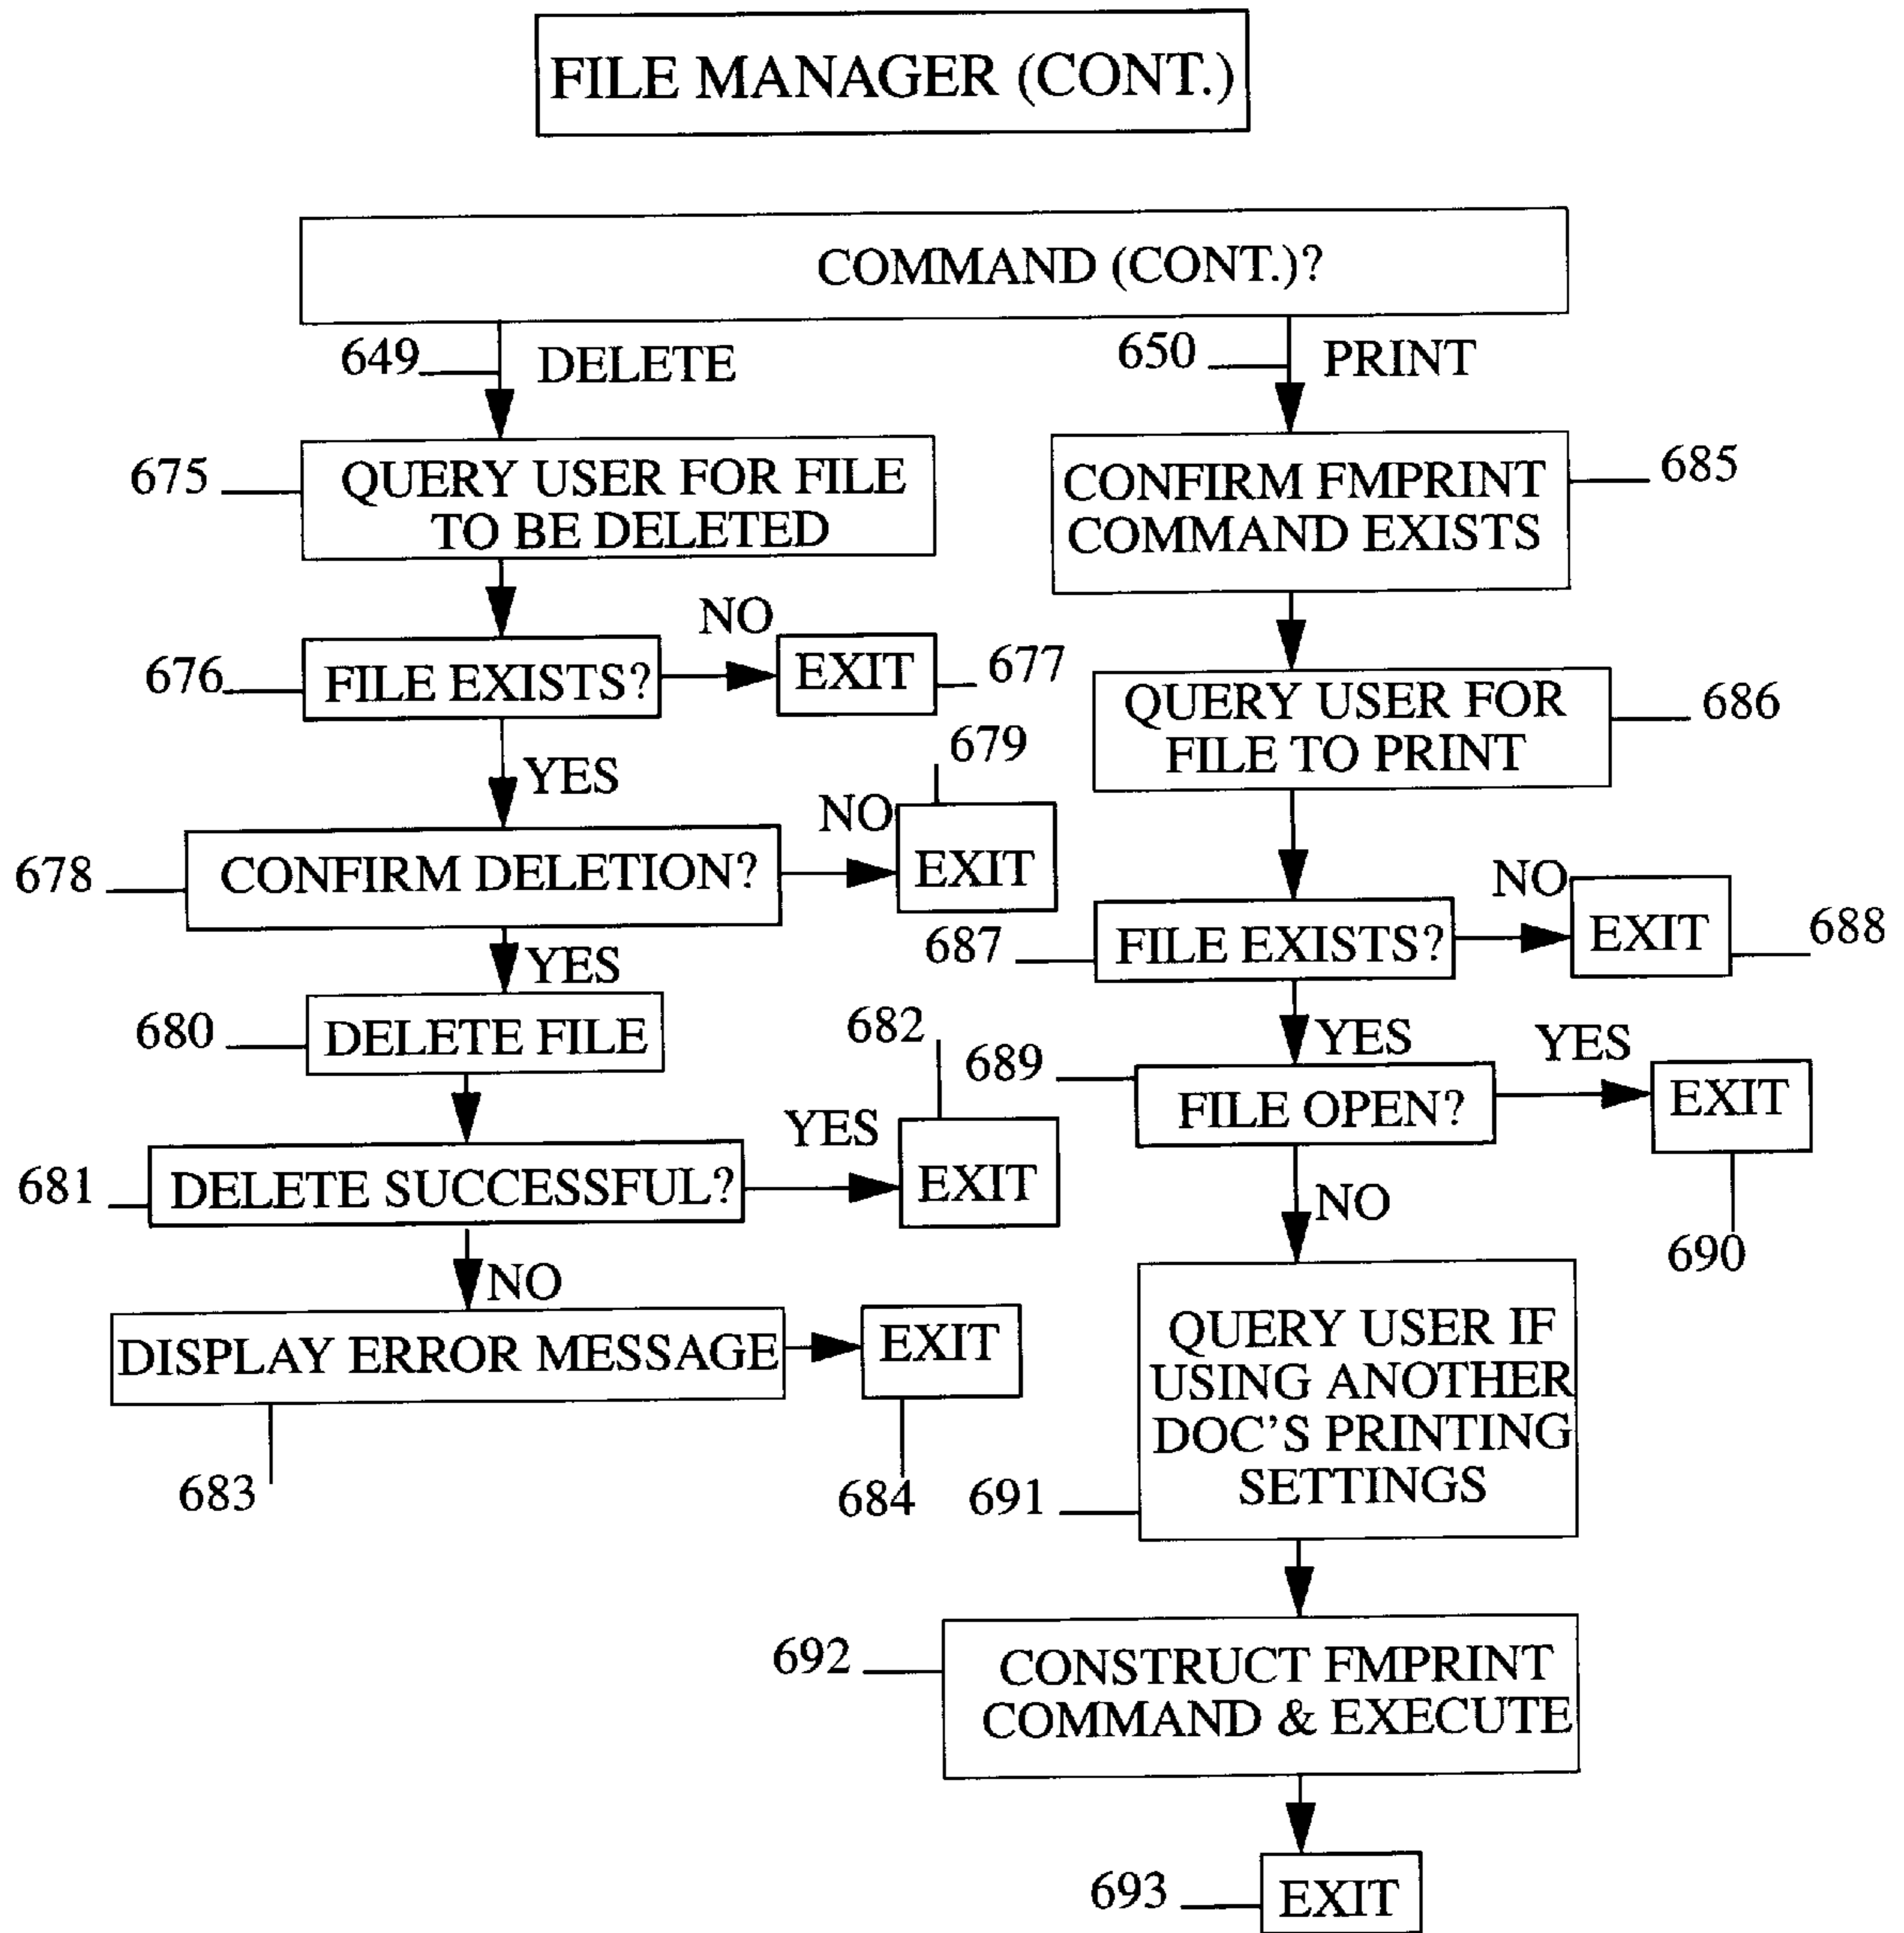 FILE MANAGER (CONT.)
COMMAND (CONT.)?
649
DELETE
650
PRINT
675
QUERY USER FOR FILE
TO BE DELETED
CONFIRM FMPRINT
COMMAND EXISTS
685
676
FILE EXISTS?
NO
EXIT
677
QUERY USER FOR
FILE TO PRINT
686
YES
679
678
CONFIRM DELETION?
NO
EXIT
687
FILE EXISTS?
NO
EXIT
688
YES
680
DELETE FILE
682
689
YES
FILE OPEN?
YES
EXIT
690
681
DELETE SUCCESSFUL?
YES
EXIT
NO
NO
DISPLAY ERROR MESSAGE
EXIT
683
684
691
QUERY USER IF
USING ANOTHER
DOC'S PRINTING
SETTINGS
692
CONSTRUCT FMPRINT
COMMAND & EXECUTE
693
EXIT